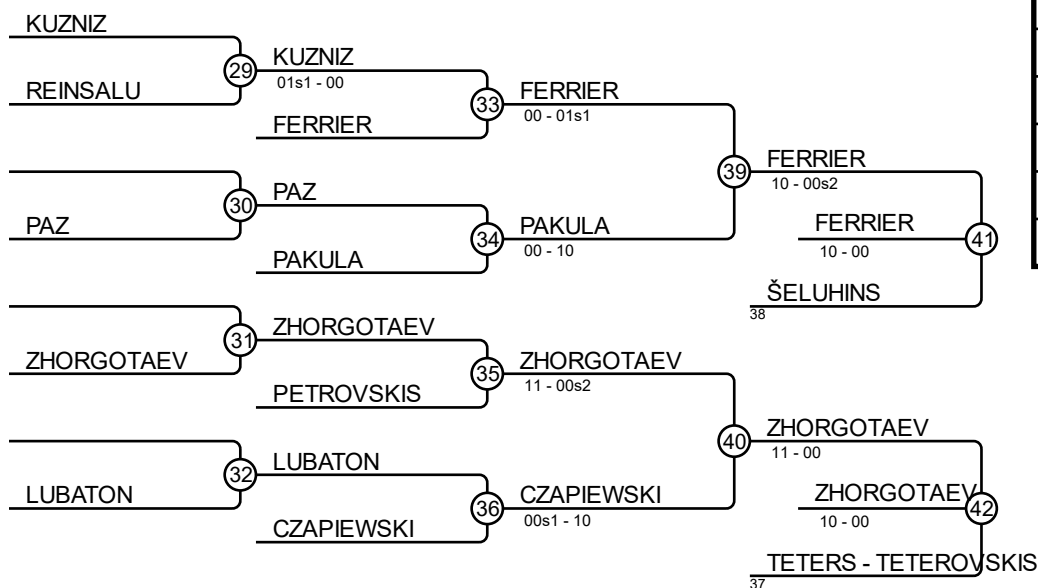 KUZNIZ
29
KUZNIZ
01s1 - 00
REINSALU
33
FERRIER
00 - 01s1
FERRIER
39
FERRIER
10 - 00s2
30
PAZ
PAZ
34
PAKULA
00 - 10
FERRIER
10 - 00
41
PAKULA
ŠELUHINS
38
31
ZHORGOTAEV
ZHORGOTAEV
35
ZHORGOTAEV
11 - 00s2
PETROVSKIS
40
ZHORGOTAEV
11 - 00
32
LUBATON
LUBATON
36
CZAPIEWSKI
00s1 - 10
ZHORGOTAEV
10 - 00
42
CZAPIEWSKI
TETERS - TETEROVSKIS
37